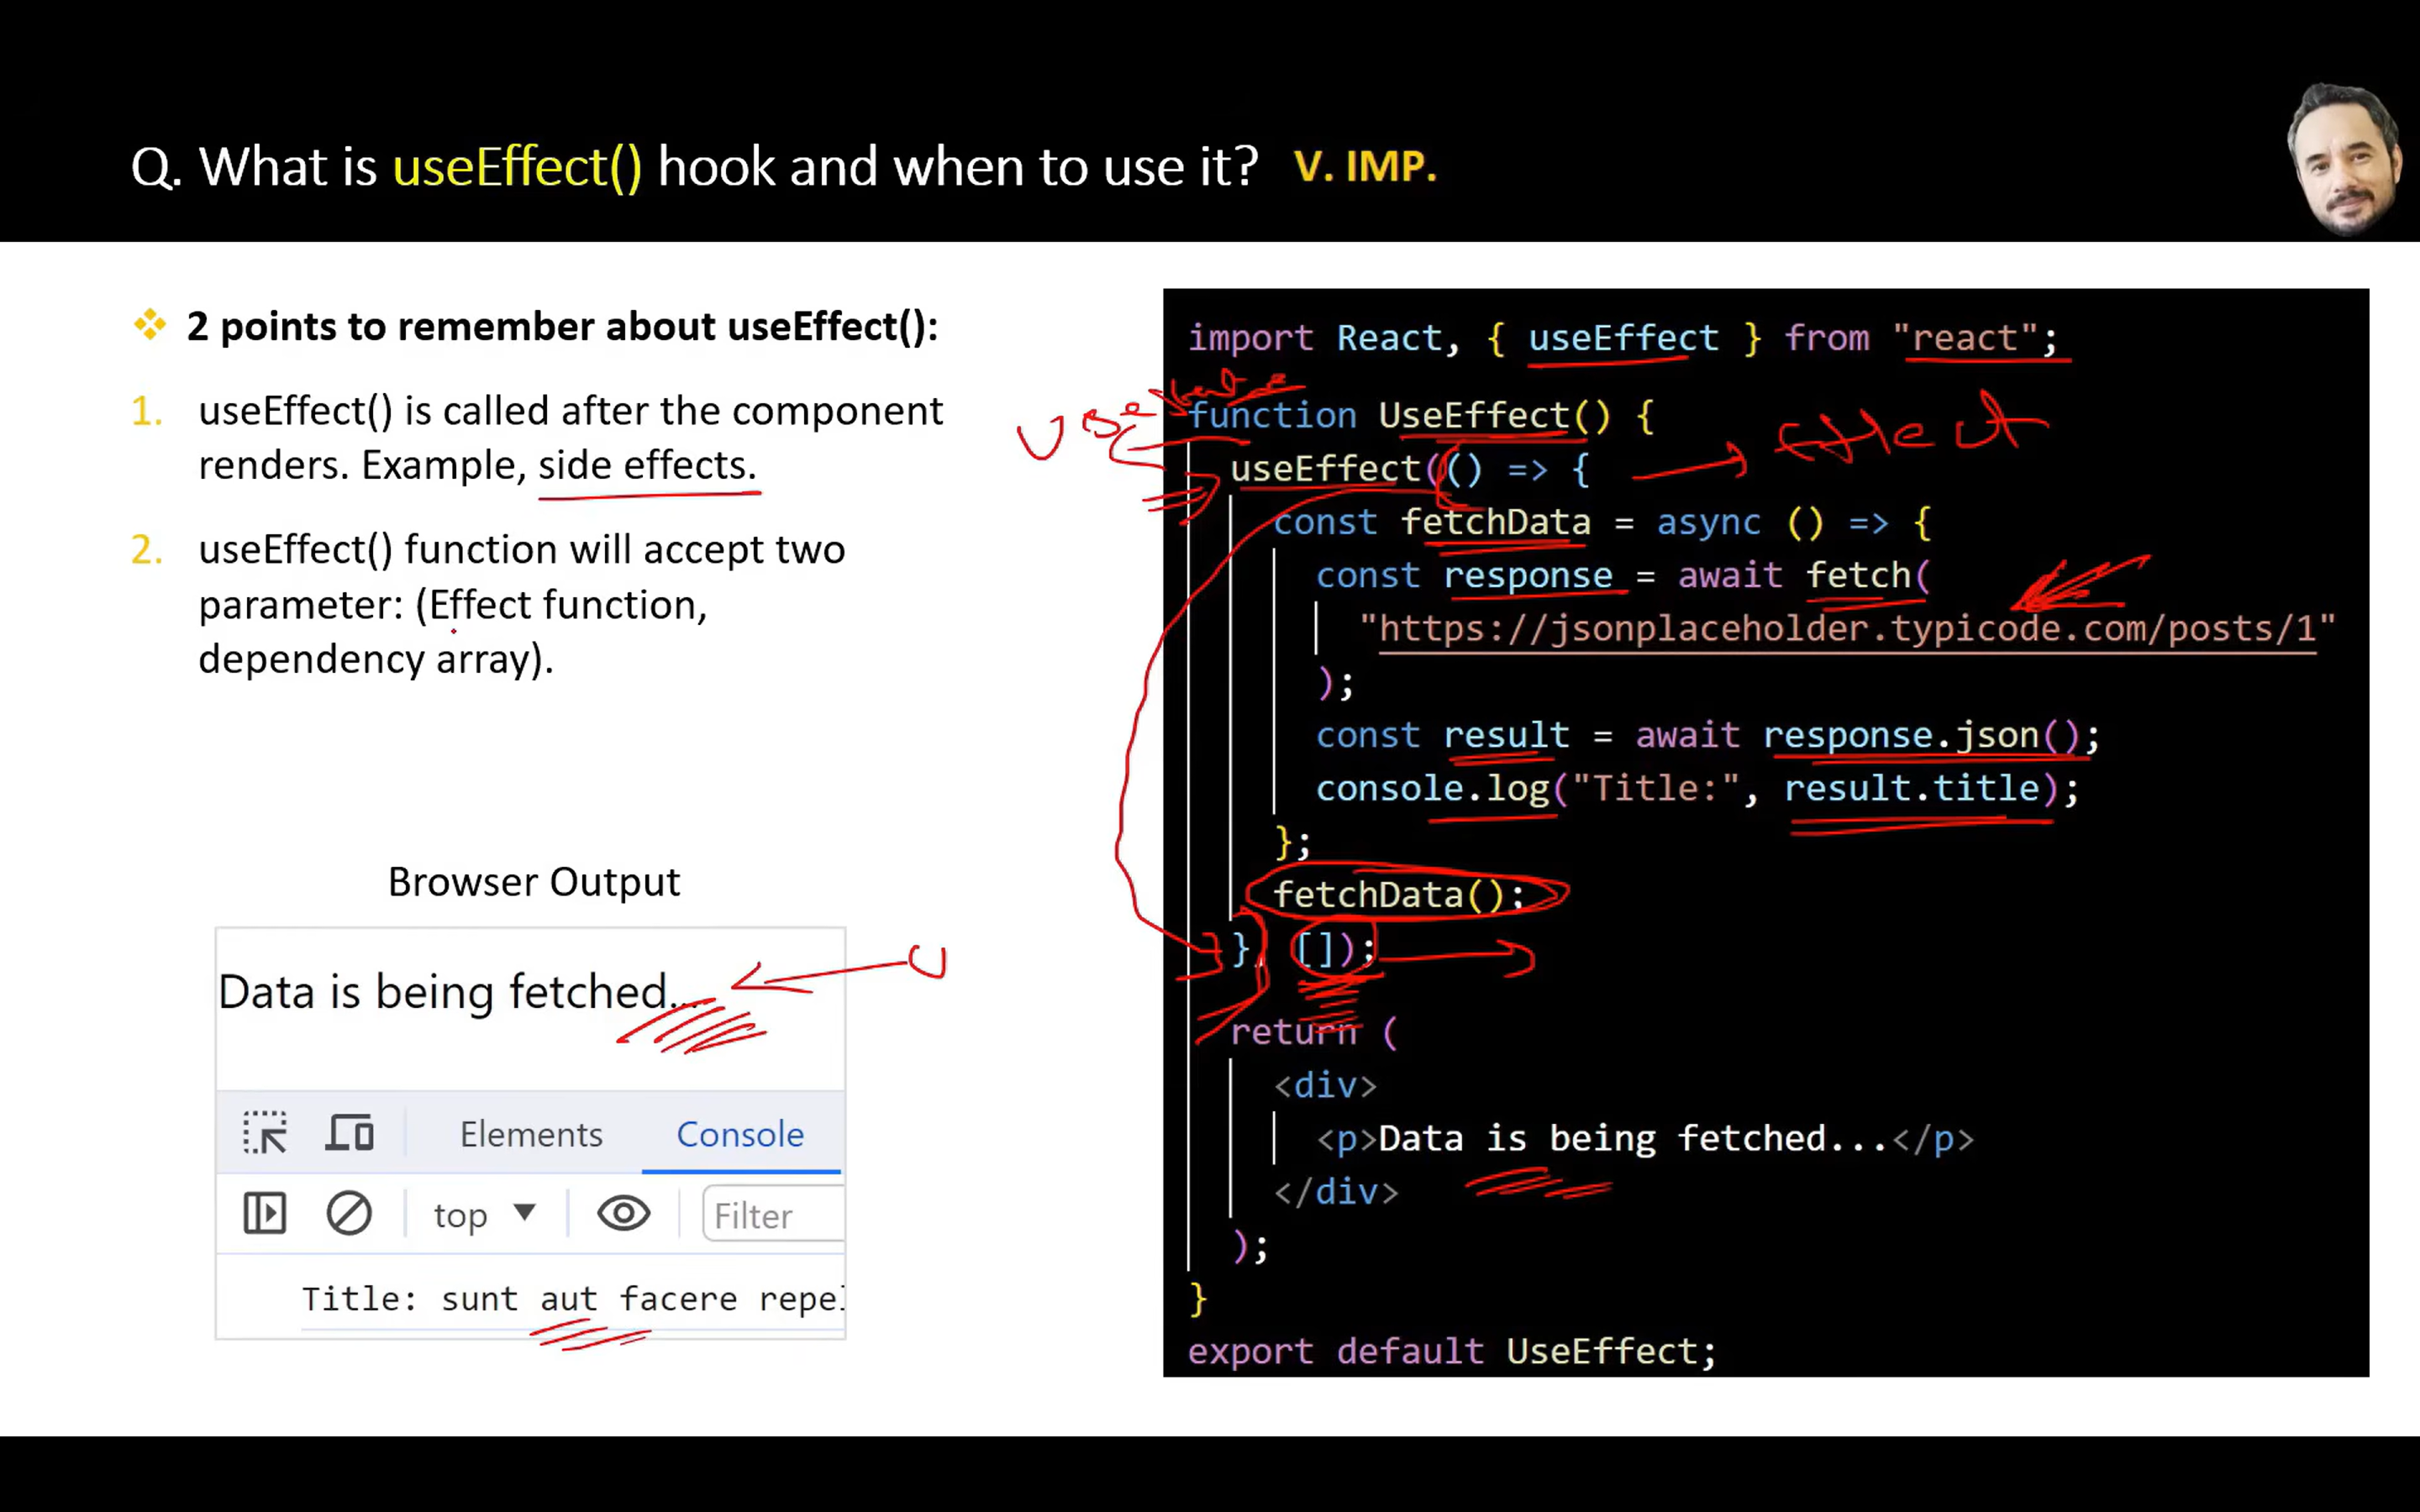 Q. What is useEffect() hook and when to use it? V. IMP.
❖ 2 points to remember about useEffect():
1. useEffect() is called after the component
renders. Example, side effects.
2. useEffect() function will accept two
parameter: (Effect function,
dependency array).
Browser Output
Data is being fetched...
Elements Console
top Filter
Title: sunt aut facere repel
import React, { useEffect } from "react";
function UseEffect() {
useEffect(() => {
const fetchData = async () => {
const response = await fetch(
"https://jsonplaceholder.typicode.com/posts/1"
);
const result = await response.json();
console.log("Title:", result.title);
};
fetchData();
}, []);
return (
<div>
<p>Data is being fetched...</p>
</div>
);
}
export default UseEffect;
Use
Effect
U